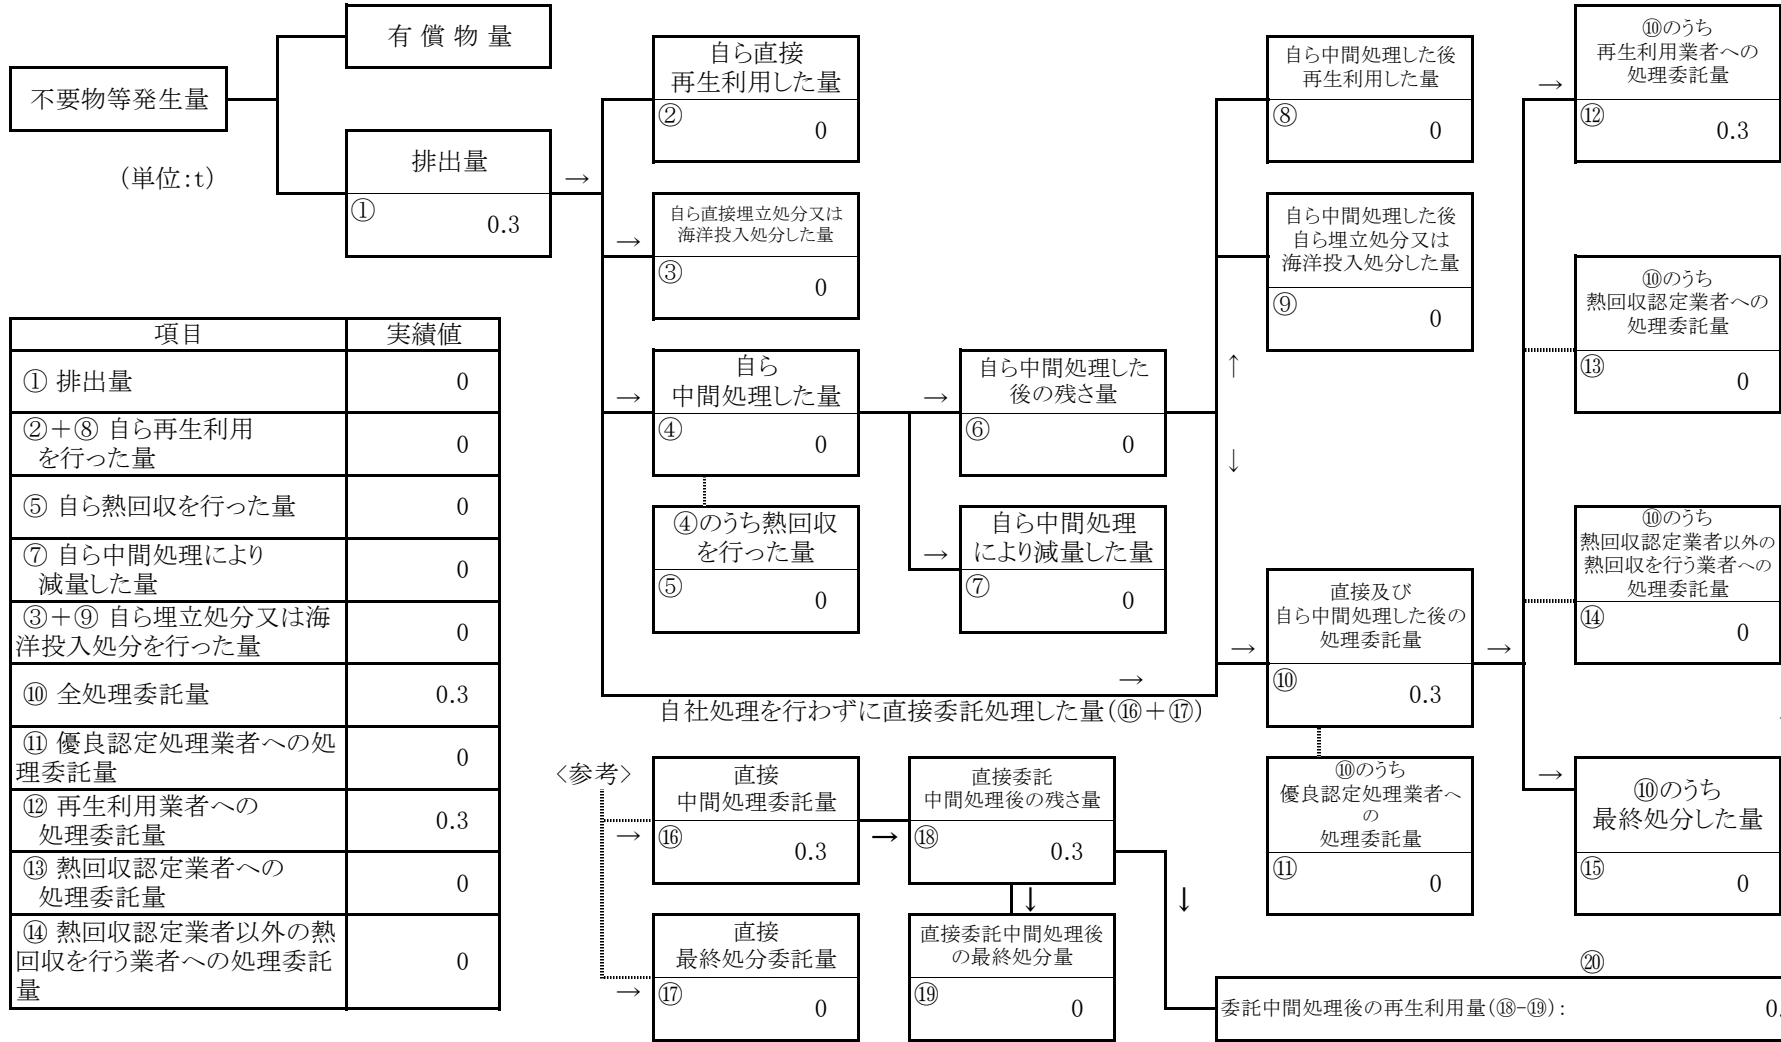 有償物量
不要物等発生量
(単位:t)
排出量
①
0.3
→
自ら直接
再生利用した量
②
0
→
自ら直接埋立処分又は
海洋投入処分した量
③
0
→
自ら
中間処理した量
④
0
④のうち熱回収
を行った量
⑤
0
→
自ら中間処理した
後の残さ量
⑥
0
→
自ら中間処理
により減量した量
⑦
0
↑
↓
自ら中間処理した後
再生利用した量
⑧
0
自ら中間処理した後
自ら埋立処分又は
海洋投入処分した量
⑨
0
→
自社処理を行わずに直接委託処理した量(⑯+⑰)
→
直接及び
自ら中間処理した後の
処理委託量
⑩
0.3
⑩のうち
優良認定処理業者へ
の
処理委託量
⑪
0
→
→
⑩のうち
再生利用業者への
処理委託量
⑫
0.3
⑩のうち
熱回収認定業者への
処理委託量
⑬
0
⑩のうち
熱回収認定業者以外の
熱回収を行う業者への
処理委託量
⑭
0
→
⑩のうち
最終処分した量
⑮
0
項目 実績値
① 排出量 0
②+⑧ 自ら再生利用
を行った量 0
⑤ 自ら熱回収を行った量 0
⑦ 自ら中間処理により
減量した量 0
③+⑨ 自ら埋立処分又は海
洋投入処分を行った量 0
⑩ 全処理委託量 0.3
⑪ 優良認定処理業者への処
理委託量 0
⑫ 再生利用業者への
処理委託量 0.3
⑬ 熱回収認定業者への
処理委託量 0
⑭ 熱回収認定業者以外の熱
回収を行う業者への処理委託
量 0
<参考>
→
直接
中間処理委託量
⑯
0.3
→
直接委託
中間処理後の残さ量
⑱
0.3
↓
↓
→
直接
最終処分委託量
⑰
0
直接委託中間処理後
の最終処分量
⑲
0
⑳
委託中間処理後の再生利用量(⑱-⑲):